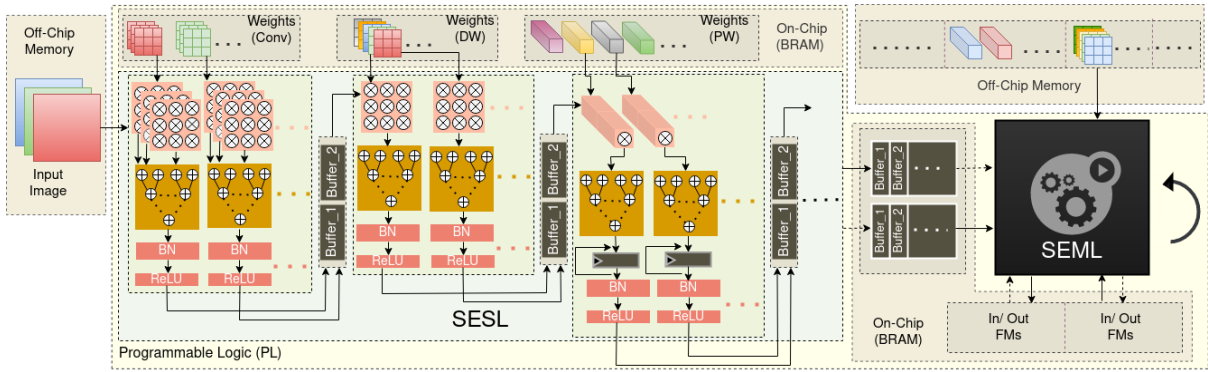 Off-Chip
Memory
Input
Image
Weights
(Conv)
Weights
(DW)
Weights
(PW)
On-Chip
(BRAM)
BN
BN
ReLU
ReLU
Buffer_2
Buffer_1
BN
BN
ReLU
ReLU
Buffer_2
Buffer_1
BN
BN
ReLU
ReLU
Buffer_2
Buffer_1
SESL
Programmable Logic (PL)
Off-Chip Memory
Buffer_1
Buffer_2
Buffer_1
Buffer_2
SEML
On-Chip
(BRAM)
In/ Out
FMs
In/ Out
FMs